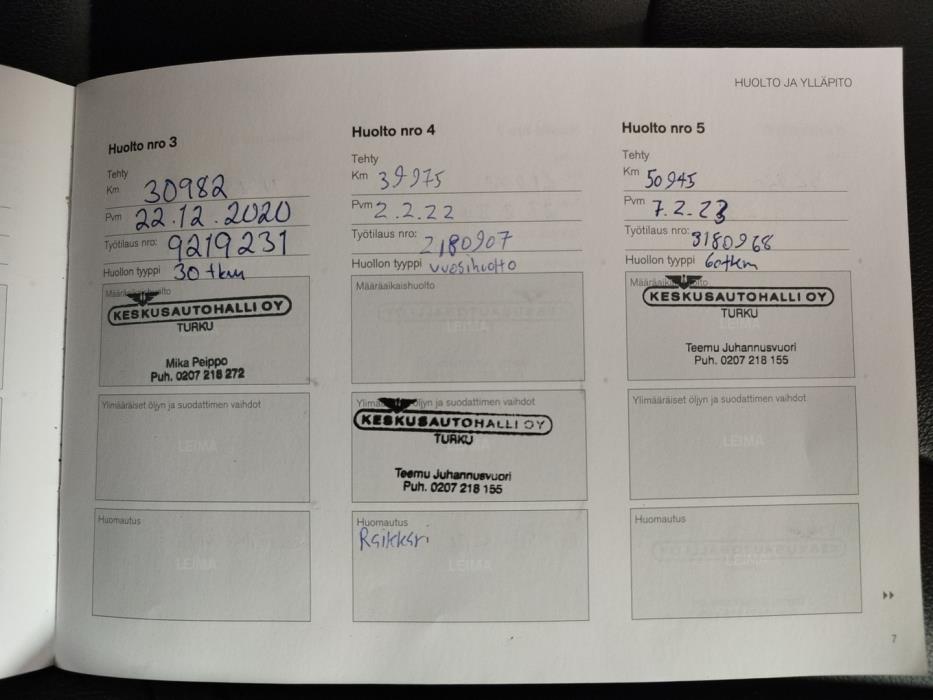 HUOLTO JA YLLÄPITO
Huolto nro 3
Tehty
Km 30982
Pvm 22.12.2020
Työtilaus nro: 9219231
Huollon tyyppi 30 tkm
Määräaikaishuolto
KESKUSAUTOHALLI OY
TURKU
Mika Peippo
Puh. 0207 218 272
Ylimääräiset öljyn ja suodattimen vaihdot
LEIMA
Huomautus
LEIMA
Huolto nro 4
Tehty
Km 39975
Pvm 2.2.22
Työtilaus nro: 2180907
Huollon tyyppi vuosihuolto
Määräaikaishuolto
LEIMA
Ylimääräiset öljyn ja suodattimen vaihdot
KESKUSAUTOHALLI OY
TURKU
Teemu Juhannusvuori
Puh. 0207 218 155
Huomautus
Raikkari
LEIMA
Huolto nro 5
Tehty
Km 50945
Pvm 7.2.23
Työtilaus nro: 3180968
Huollon tyyppi 60tkm
Määräaikaishuolto
KESKUSAUTOHALLI OY
LEIMA
TURKU
Teemu Juhannusvuori
Puh. 0207 218 155
Ylimääräiset öljyn ja suodattimen vaihdot
LEIMA
Huomautus
LEIMA
7